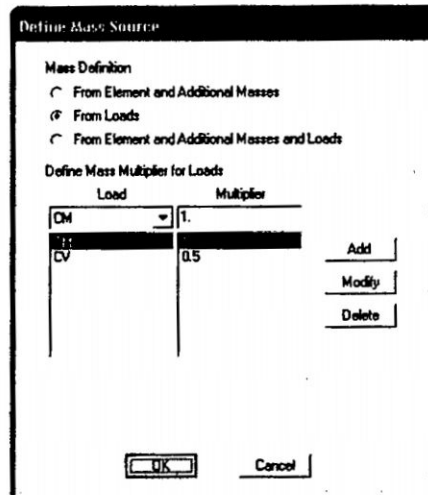 Define Mass Source
Mass Definition
From Element and Additional Masses
From Loads
From Element and Additional Masses and Loads
Define Mass Multiplier for Loads
Load Multiplier
CM 1.
CV 0.5
Add
Modify
Delete
OK Cancel